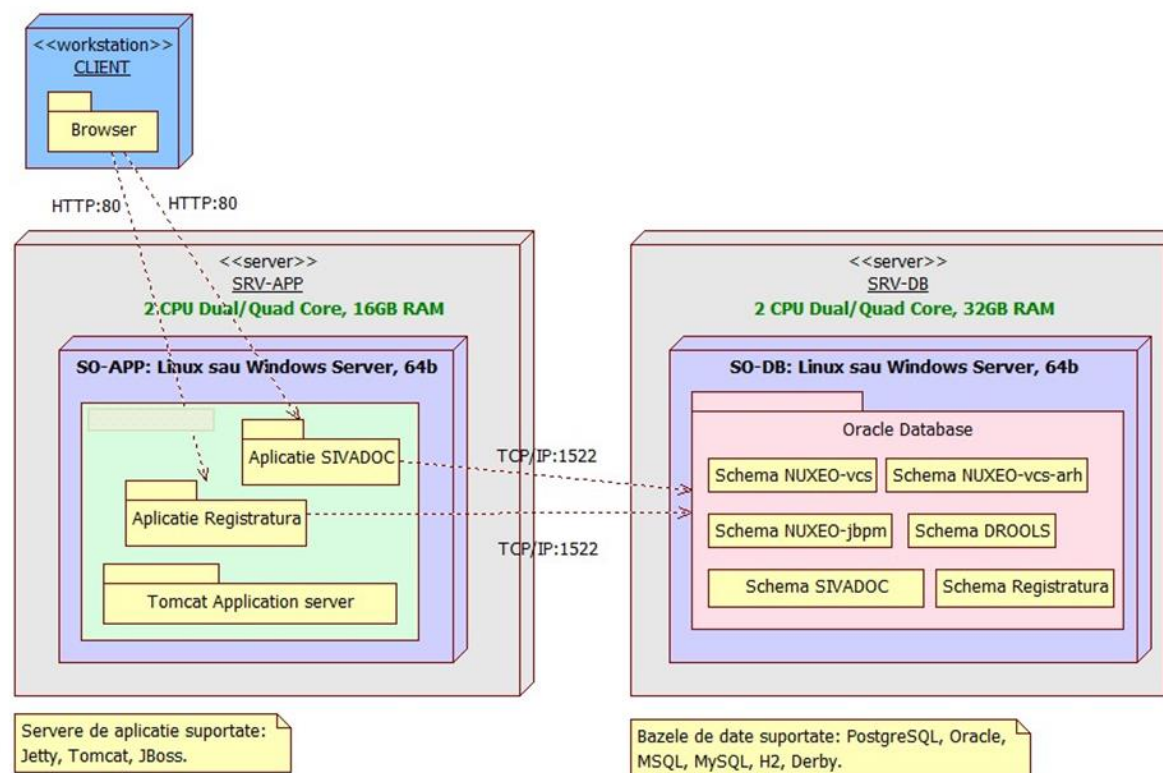 <<workstation>>
CLIENT
Browser
HTTP:80
HTTP:80
<<server>>
SRV-APP
2 CPU Dual/Quad Core, 16GB RAM
SO-APP: Linux sau Windows Server, 64b
Aplicatie SIVADOC
Aplicatie Registratura
Tomcat Application server
TCP/IP:1522
TCP/IP:1522
<<server>>
SRV-DB
2 CPU Dual/Quad Core, 32GB RAM
SO-DB: Linux sau Windows Server, 64b
Oracle Database
Schema NUXEO-vcs
Schema NUXEO-vcs-arh
Schema NUXEO-jbpm
Schema DROOLS
Schema SIVADOC
Schema Registratura
Servere de aplicatie suportate:
Jetty, Tomcat, JBoss.
Bazele de date suportate: PostgreSQL, Oracle,
MSQL, MySQL, H2, Derby.